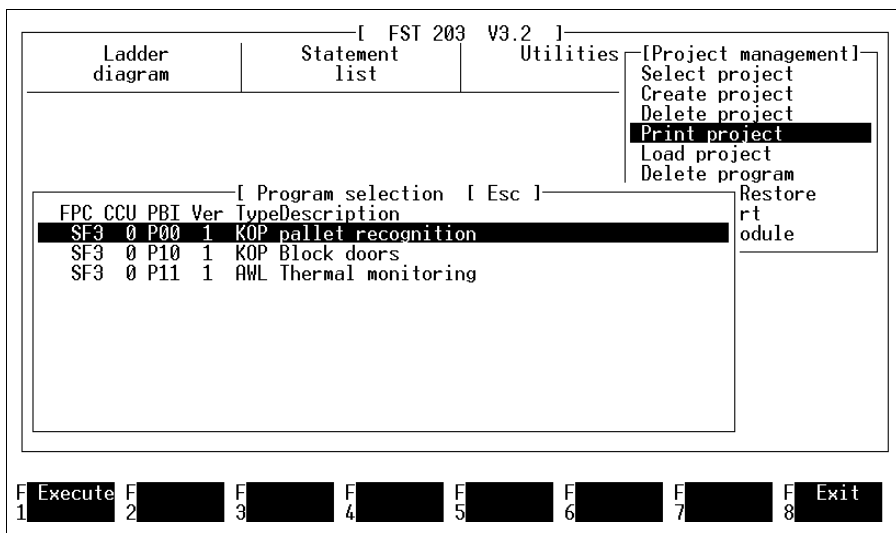 [ FST 203 V3.2 ]
Ladder diagram
Statement list
Utilities
[Project management]
Select project
Create project
Delete project
Print project
Load project
Delete program
Restore
rt
odule
[ Program selection [ Esc ]
FPC CCU PBI Ver TypeDescription
SF3 0 P00 1 KOP pallet recognition
SF3 0 P10 1 KOP Block doors
SF3 0 P11 1 AWL Thermal monitoring
F1 Execute F2 F3 F4 F5 F6 F7 F8 Exit